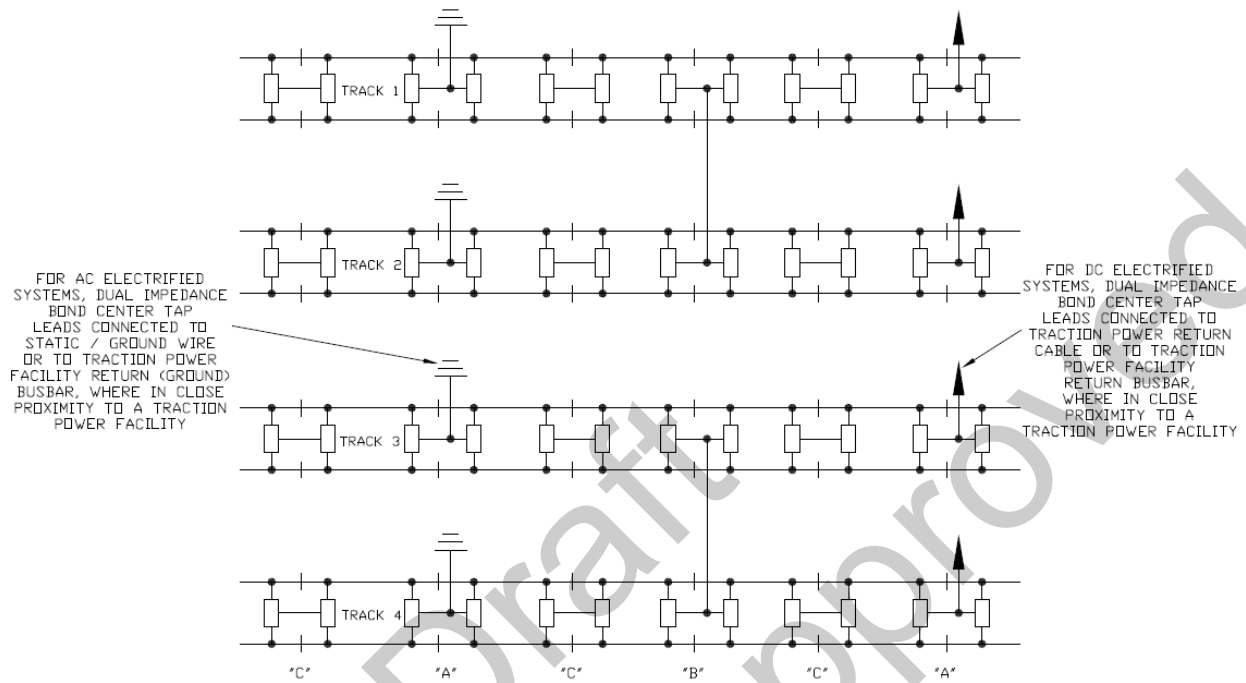 TRACK 1
TRACK 2
FOR AC ELECTRIFIED
SYSTEMS, DUAL IMPEDANCE
BOND CENTER TAP
LEADS CONNECTED TO
STATIC / GROUND WIRE
OR TO TRACTION POWER
FACILITY RETURN (GROUND)
BUSBAR, WHERE IN CLOSE
PROXIMITY TO A TRACTION
POWER FACILITY
FOR DC ELECTRIFIED
SYSTEMS, DUAL IMPEDANCE
BOND CENTER TAP
LEADS CONNECTED TO
TRACTION POWER RETURN
CABLE OR TO TRACTION
POWER FACILITY
RETURN BUSBAR,
WHERE IN CLOSE
PROXIMITY TO A
TRACTION POWER FACILITY
TRACK 3
TRACK 4
"C" "A" "C" "B" "C" "A"
Draft
pproved